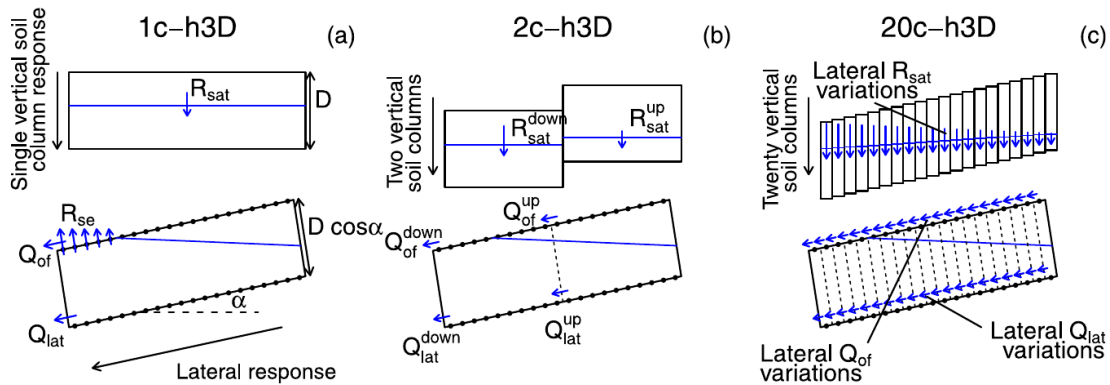 1c−h3D
(a)
Single vertical soil
column response
R_sat
D
R_se
Q_of
D cosα
α
Q_lat
Lateral response
2c−h3D
(b)
Two vertical
soil columns
R_sat^down
R_sat^up
Q_of^up
Q_of^down
Q_lat^down
Q_lat^up
20c−h3D
(c)
Lateral R_sat
variations
Twenty vertical
soil columns
Lateral Q_of
variations
Lateral Q_lat
variations